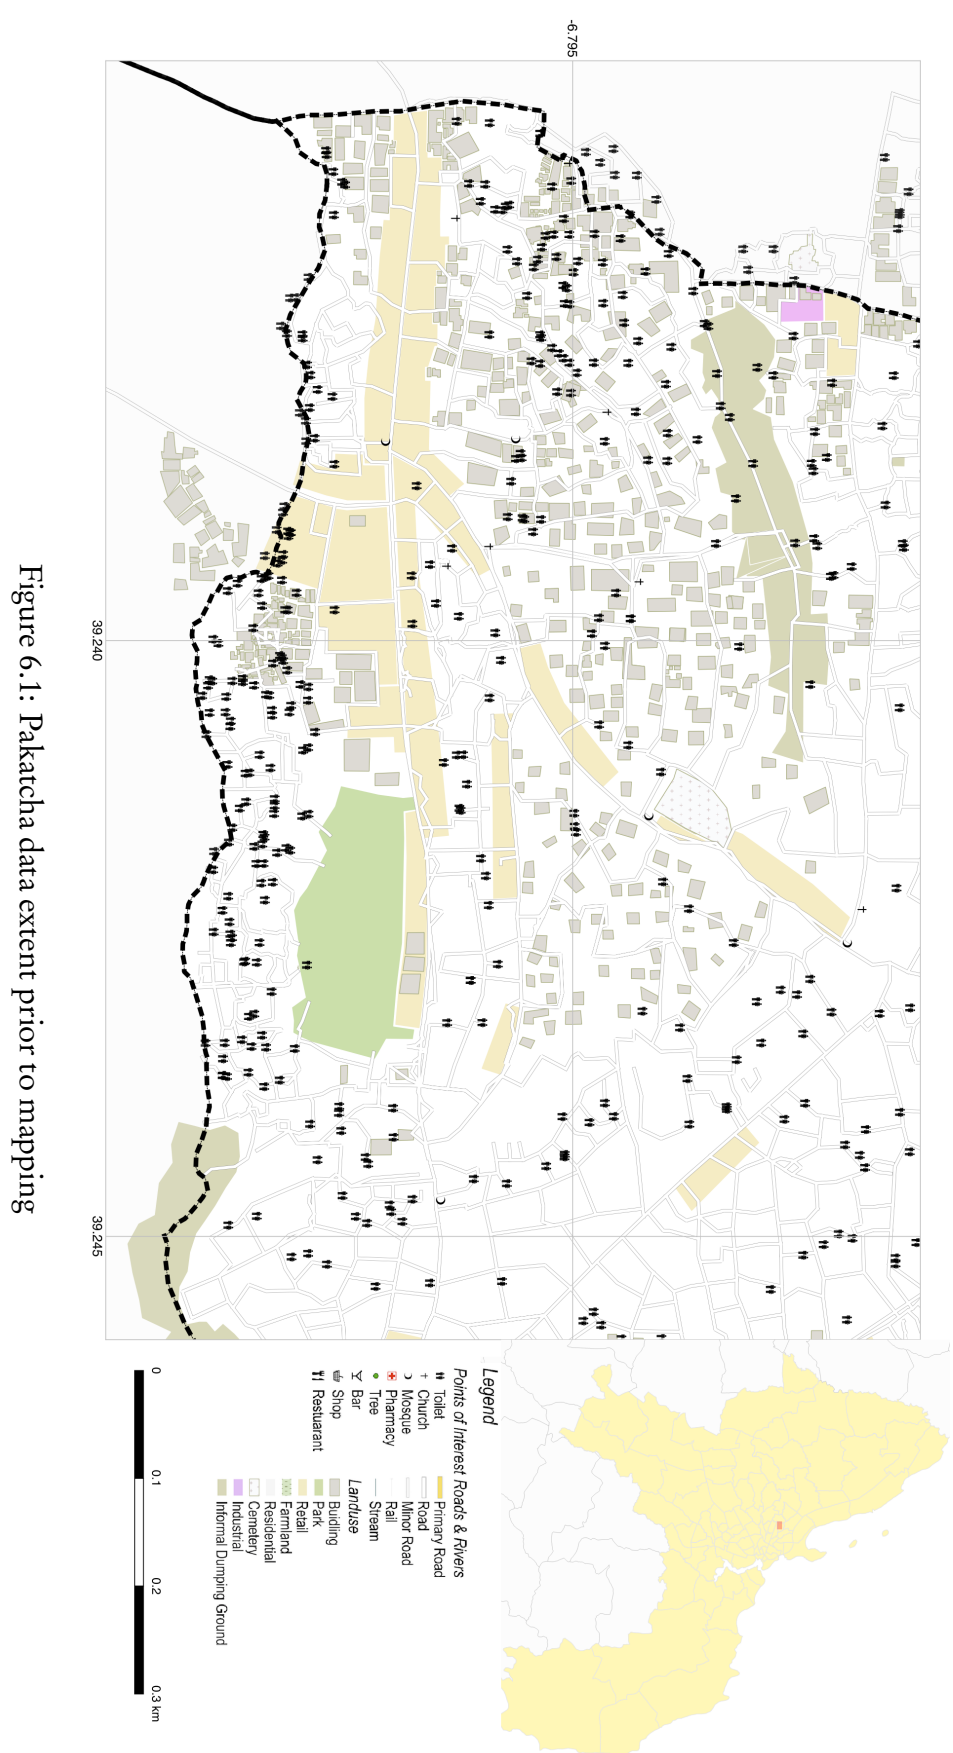 -6.795
39.240
39.245
Legend
Points of Interest
Toilet
Church
Mosque
Pharmacy
Tree
Bar
Shop
Restuarant
Roads & Rivers
Primary Road
Road
Minor Road
Rail
Stream
Landuse
Buidling
Park
Retail
Farmland
Residential
Cemetery
Industrial
Informal Dumping Ground
0 0.1 0.2 0.3 km
Figure 6.1: Pakatcha data extent prior to mapping